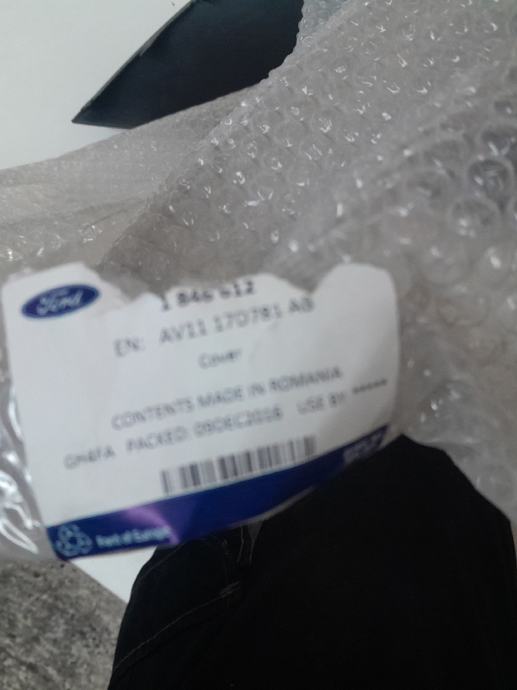 Ford
1 846 612
EN: AV11 17D781 AB
Cover
CONTENTS MADE IN ROMANIA
PACKED: 09DEC2016 USE BY: *****